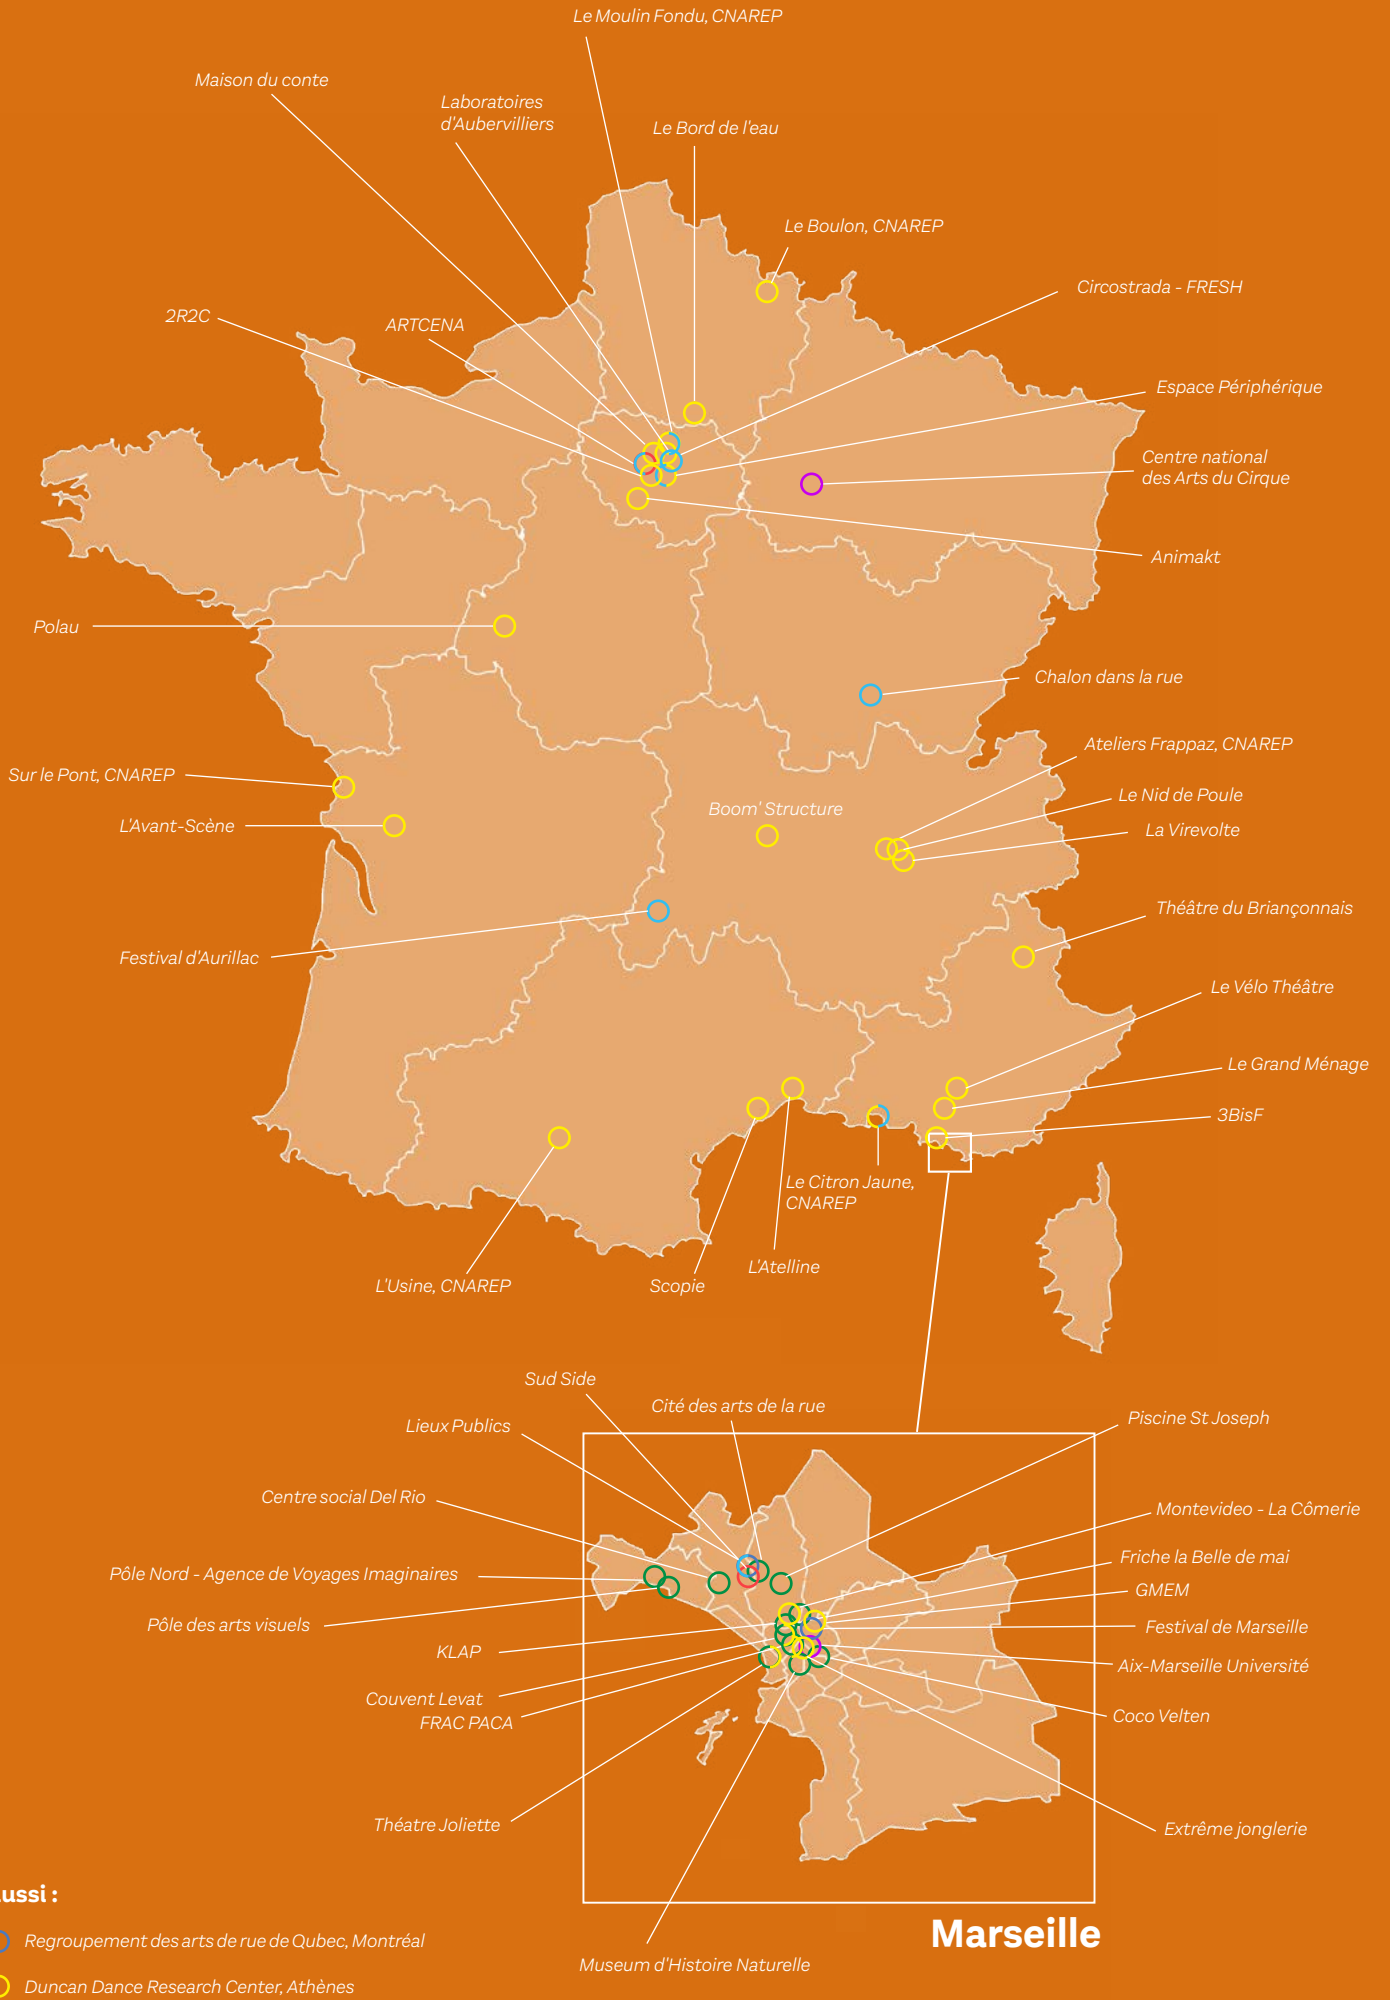 Le Moulin Fondu, CNAREP
Maison du conte
Laboratoires
d'Aubervilliers
Le Bord de l'eau
Le Boulon, CNAREP
Circostrada - FRESH
2R2C
ARTCENA
Espace Périphérique
Centre national
des Arts du Cirque
Animakt
Polau
Chalon dans la rue
Ateliers Frappaz, CNAREP
Sur le Pont, CNAREP
Le Nid de Poule
Boom' Structure
L'Avant-Scène
La Virevolte
Théâtre du Briançonnais
Festival d'Aurillac
Le Vélo Théâtre
Le Grand Ménage
3BisF
Le Citron Jaune,
CNAREP
L'Atelline
L'Usine, CNAREP
Scopie
Sud Side
Cité des arts de la rue
Lieux Publics
Piscine St Joseph
Centre social Del Rio
Montevideo - La Cômerie
Friche la Belle de mai
Pôle Nord - Agence de Voyages Imaginaires
GMEM
Pôle des arts visuels
Festival de Marseille
KLAP
Aix-Marseille Université
Couvent Levat
FRAC PACA
Coco Velten
Théatre Joliette
Extrême jonglerie
ussi :
Marseille
Regroupement des arts de rue de Qubec, Montréal
Museum d'Histoire Naturelle
Duncan Dance Research Center, Athènes